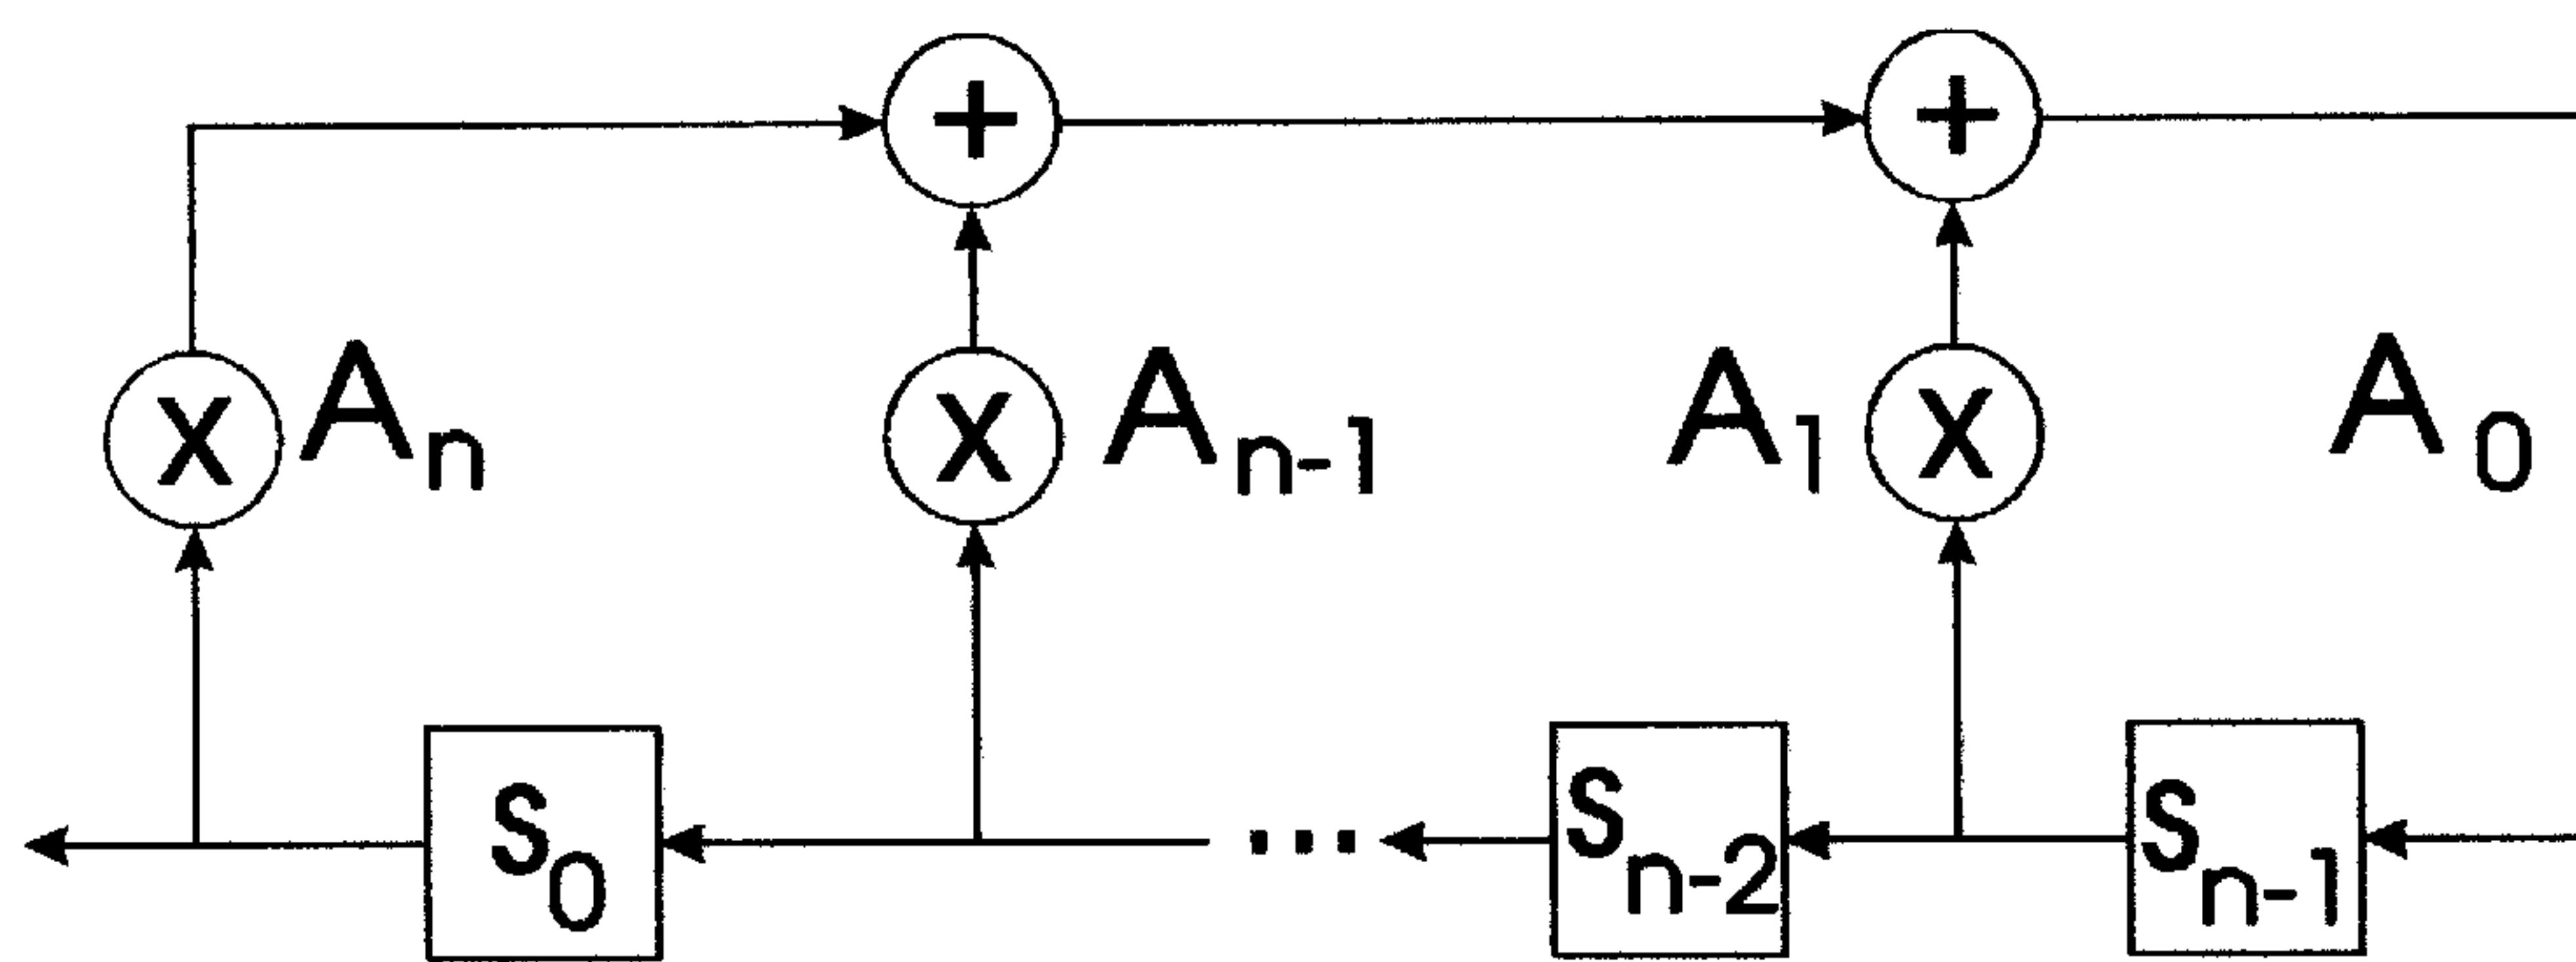 + +
X A_n X A_{n-1} A_1 X A_0
S_0 ... S_{n-2} S_{n-1}